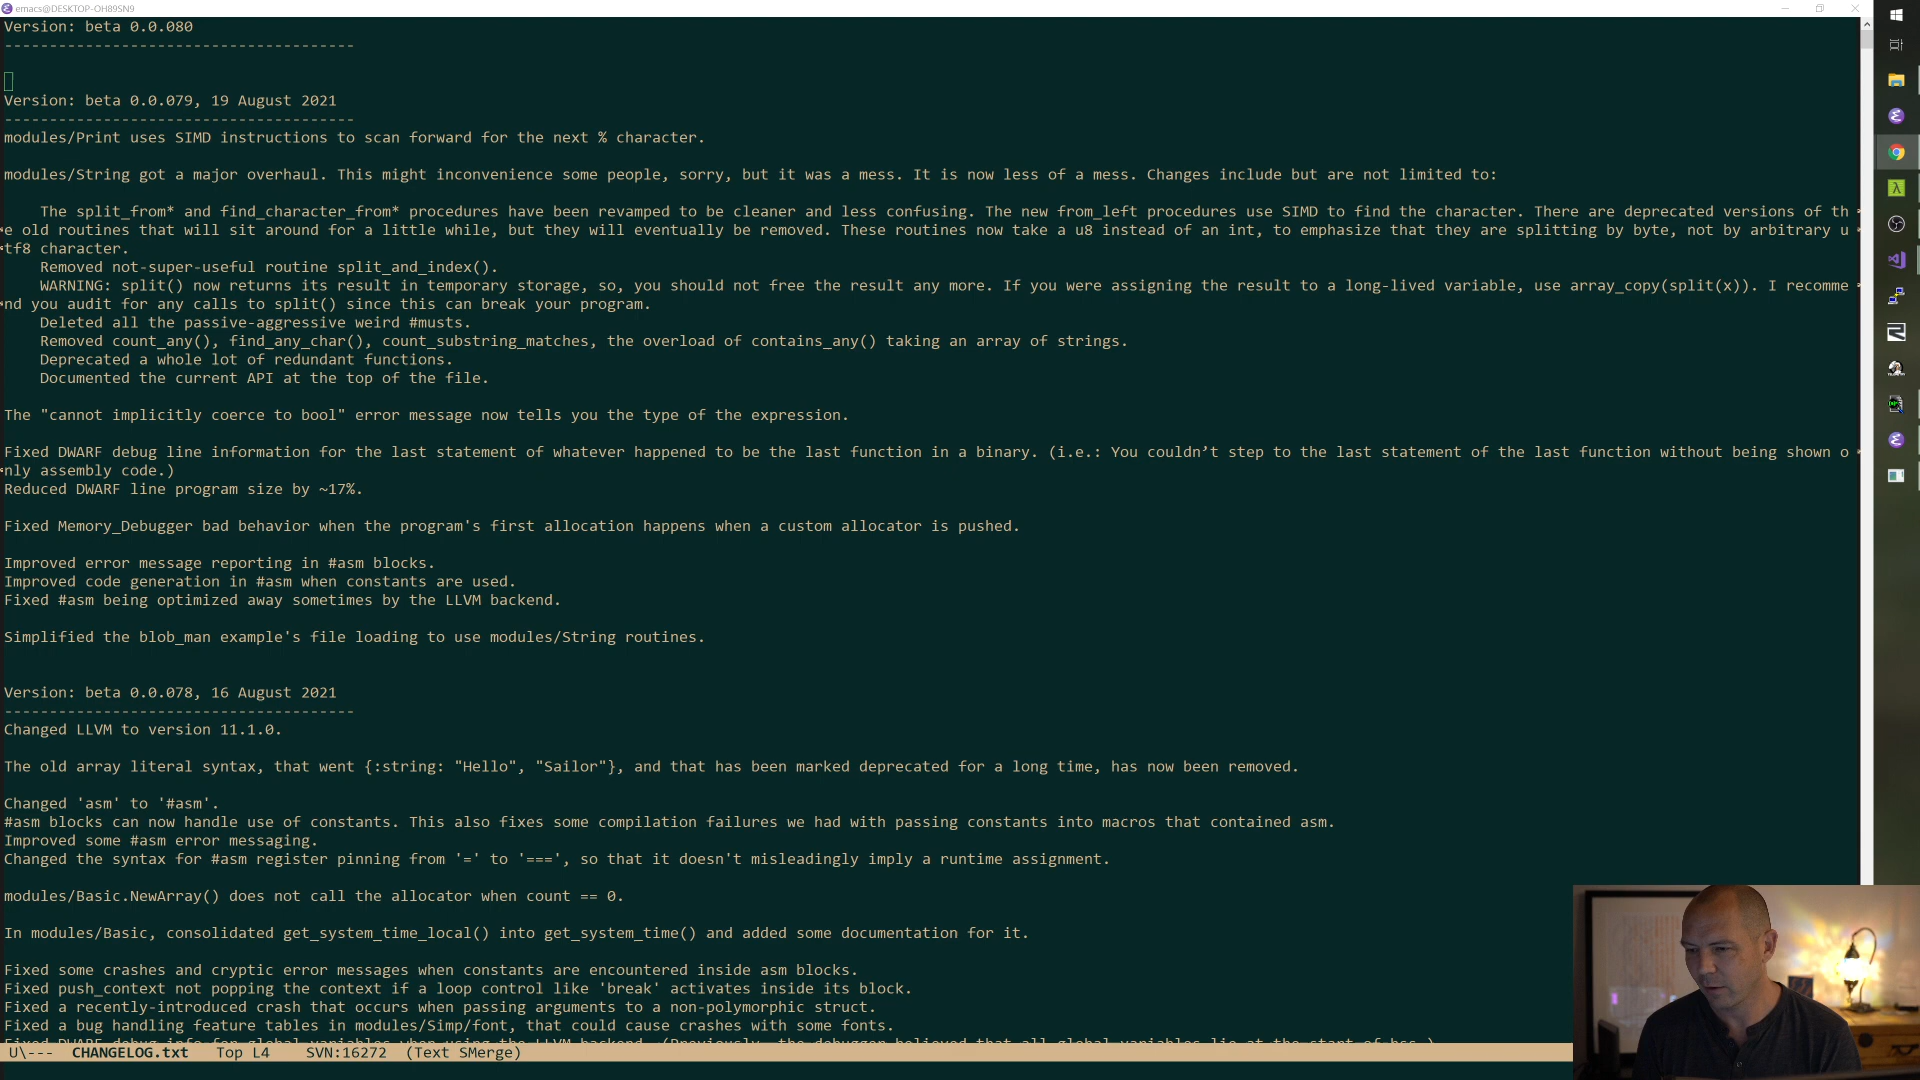 emacs@DESKTOP-OH89SN9
Version: beta 0.0.080
---------------------------------------
Version: beta 0.0.079, 19 August 2021
---------------------------------------
modules/Print uses SIMD instructions to scan forward for the next % character.
modules/String got a major overhaul. This might inconvenience some people, sorry, but it was a mess. It is now less of a mess. Changes include but are not limited to:
The split_from* and find_character_from* procedures have been revamped to be cleaner and less confusing. The new from_left procedures use SIMD to find the character. There are deprecated versions of th
e old routines that will sit around for a little while, but they will eventually be removed. These routines now take a u8 instead of an int, to emphasize that they are splitting by byte, not by arbitrary u
tf8 character.
Removed not-super-useful routine split_and_index().
WARNING: split() now returns its result in temporary storage, so, you should not free the result any more. If you were assigning the result to a long-lived variable, use array_copy(split(x)). I recomme
nd you audit for any calls to split() since this can break your program.
Deleted all the passive-aggressive weird #musts.
Removed count_any(), find_any_char(), count_substring_matches, the overload of contains_any() taking an array of strings.
Deprecated a whole lot of redundant functions.
Documented the current API at the top of the file.
The "cannot implicitly coerce to bool" error message now tells you the type of the expression.
Fixed DWARF debug line information for the last statement of whatever happened to be the last function in a binary. (i.e.: You couldn’t step to the last statement of the last function without being shown o
nly assembly code.)
Reduced DWARF line program size by ~17%.
Fixed Memory_Debugger bad behavior when the program's first allocation happens when a custom allocator is pushed.
Improved error message reporting in #asm blocks.
Improved code generation in #asm when constants are used.
Fixed #asm being optimized away sometimes by the LLVM backend.
Simplified the blob_man example's file loading to use modules/String routines.
Version: beta 0.0.078, 16 August 2021
---------------------------------------
Changed LLVM to version 11.1.0.
The old array literal syntax, that went {:string: "Hello", "Sailor"}, and that has been marked deprecated for a long time, has now been removed.
Changed 'asm' to '#asm'.
#asm blocks can now handle use of constants. This also fixes some compilation failures we had with passing constants into macros that contained asm.
Improved some #asm error messaging.
Changed the syntax for #asm register pinning from '=' to '===', so that it doesn't misleadingly imply a runtime assignment.
modules/Basic.NewArray() does not call the allocator when count == 0.
In modules/Basic, consolidated get_system_time_local() into get_system_time() and added some documentation for it.
Fixed some crashes and cryptic error messages when constants are encountered inside asm blocks.
Fixed push_context not popping the context if a loop control like 'break' activates inside its block.
Fixed a recently-introduced crash that occurs when passing arguments to a non-polymorphic struct.
Fixed a bug handling feature tables in modules/Simp/font, that could cause crashes with some fonts.
U\--- CHANGELOG.txt Top L4 SVN:16272 (Text SMerge)